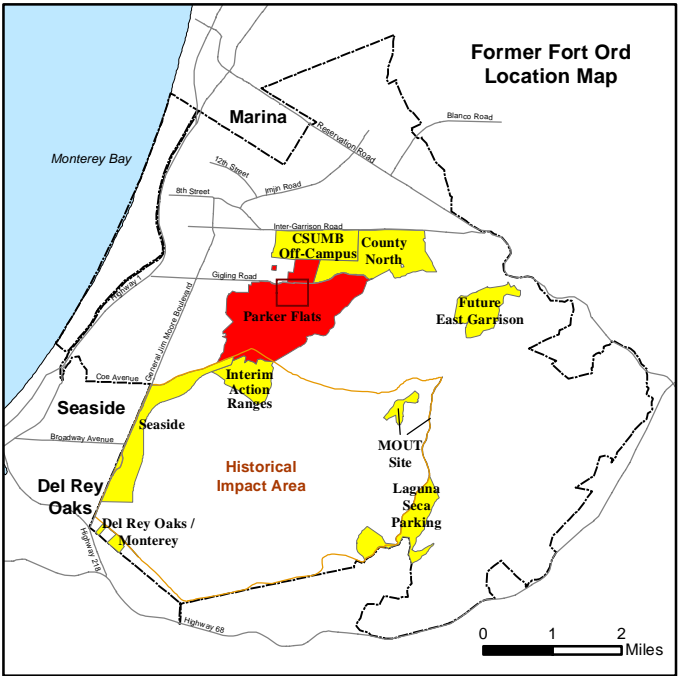 Former Fort Ord
Location Map
Marina
Blanco Road
Reservation Road
Monterey Bay
12th Street
Imjin Road
8th Street
Inter-Garrison Road
CSUMB
Off-Campus
County
North
Gigling Road
Highway 1
General Jim Moore Boulevard
Parker Flats
Future
East Garrison
Coe Avenue
Interim
Action
Ranges
Seaside
Seaside
Broadway Avenue
MOUT
Site
Historical
Impact Area
Del Rey
Oaks
Laguna
Seca
Parking
Del Rey Oaks /
Monterey
Highway 218
Highway 68
0 1 2
Miles